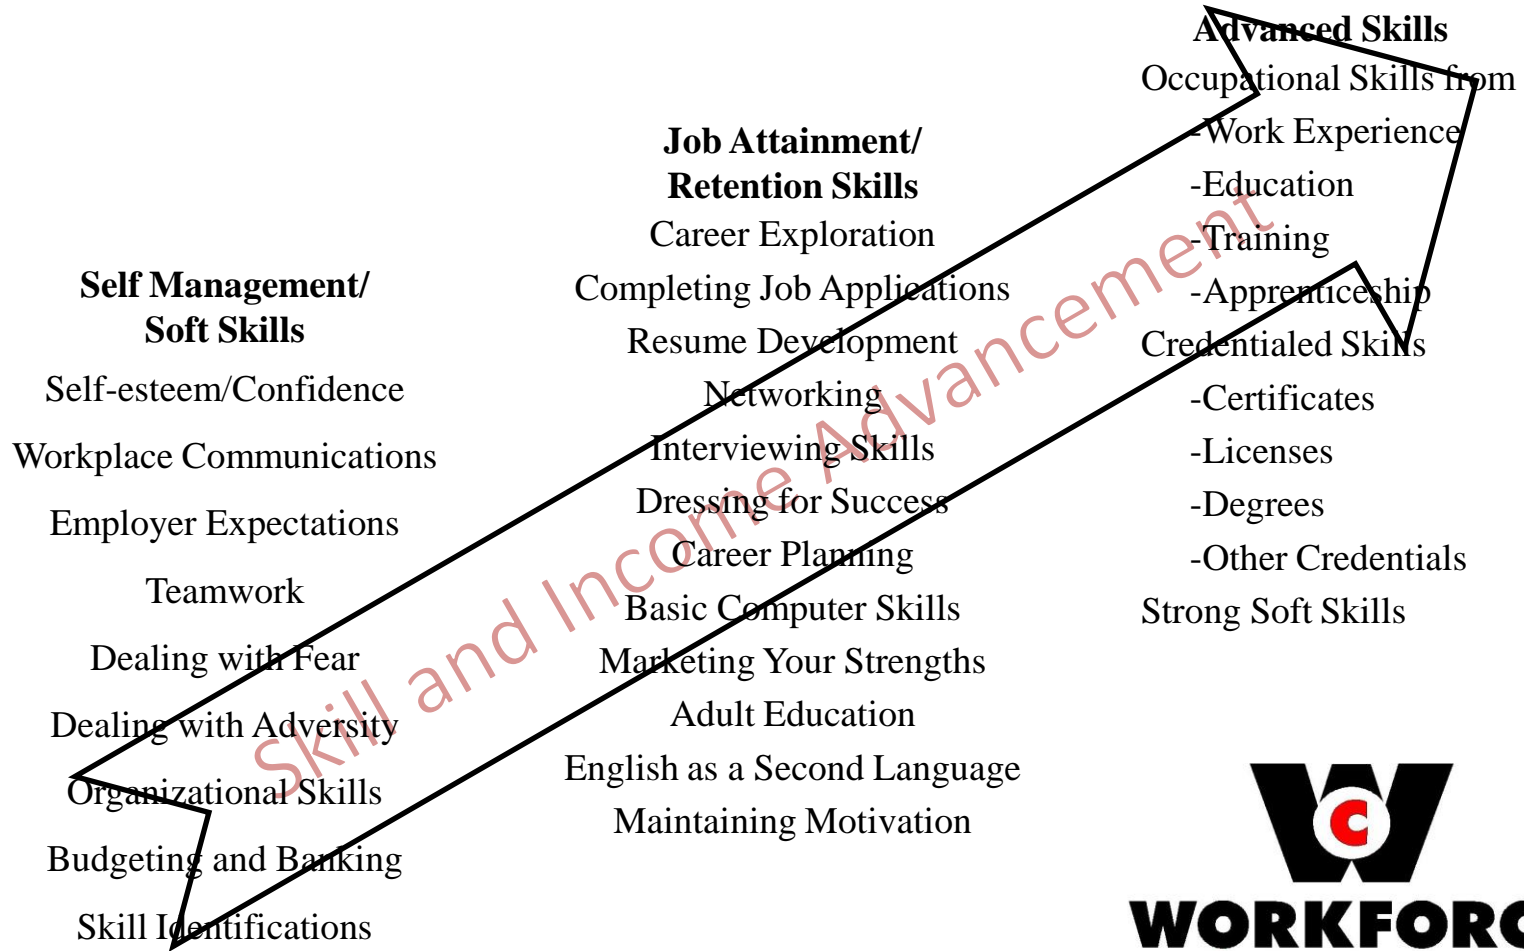 Self Management/
Soft Skills
Self-esteem/Confidence
Workplace Communications
Employer Expectations
Teamwork
Dealing with Fear
Dealing with Adversity
Organizational Skills
Budgeting and Banking
Skill Identifications
Job Attainment/
Retention Skills
Career Exploration
Completing Job Applications
Resume Development
Networking
Interviewing Skills
Dressing for Success
Career Planning
Basic Computer Skills
Marketing Your Strengths
Adult Education
English as a Second Language
Maintaining Motivation
Advanced Skills
Occupational Skills from
-Work Experience
-Education
-Training
-Apprenticeship
Credentialed Skills
-Certificates
-Licenses
-Degrees
-Other Credentials
Strong Soft Skills
Skill and Income Advancement
W
C
WORKFORC